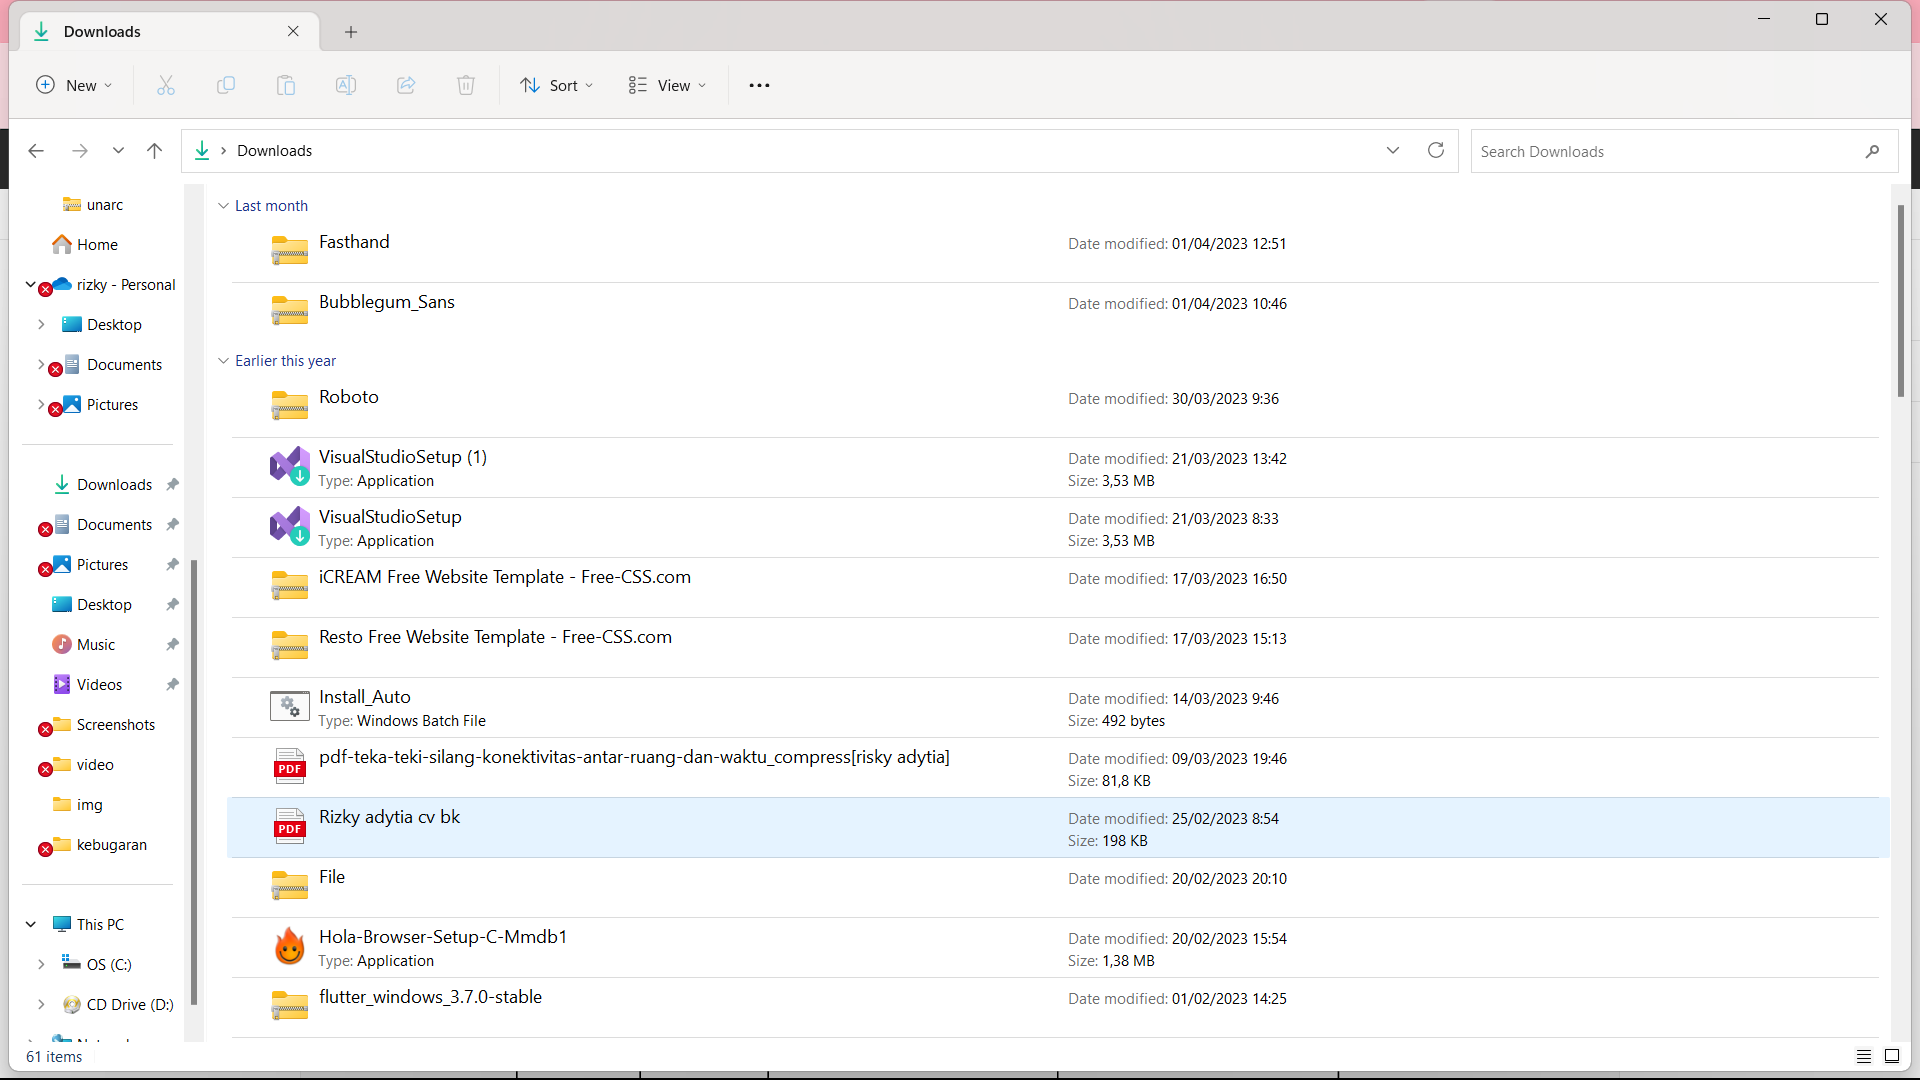 Downloads
New
Sort
View
Downloads
Search Downloads
unarc
Home
rizky - Personal
Desktop
Documents
Pictures
Downloads
Documents
Pictures
Desktop
Music
Videos
Screenshots
video
img
kebugaran
This PC
OS (C:)
CD Drive (D:)
Last month
Fasthand
Date modified: 01/04/2023 12:51
Bubblegum_Sans
Date modified: 01/04/2023 10:46
Earlier this year
Roboto
Date modified: 30/03/2023 9:36
VisualStudioSetup (1)
Date modified: 21/03/2023 13:42
Type: Application
Size: 3,53 MB
VisualStudioSetup
Date modified: 21/03/2023 8:33
Type: Application
Size: 3,53 MB
iCREAM Free Website Template - Free-CSS.com
Date modified: 17/03/2023 16:50
Resto Free Website Template - Free-CSS.com
Date modified: 17/03/2023 15:13
Install_Auto
Date modified: 14/03/2023 9:46
Type: Windows Batch File
Size: 492 bytes
pdf-teka-teki-silang-konektivitas-antar-ruang-dan-waktu_compress[risky adytia]
Date modified: 09/03/2023 19:46
PDF
Size: 81,8 KB
Rizky adytia cv bk
Date modified: 25/02/2023 8:54
PDF
Size: 198 KB
File
Date modified: 20/02/2023 20:10
Hola-Browser-Setup-C-Mmdb1
Date modified: 20/02/2023 15:54
Type: Application
Size: 1,38 MB
flutter_windows_3.7.0-stable
Date modified: 01/02/2023 14:25
61 items